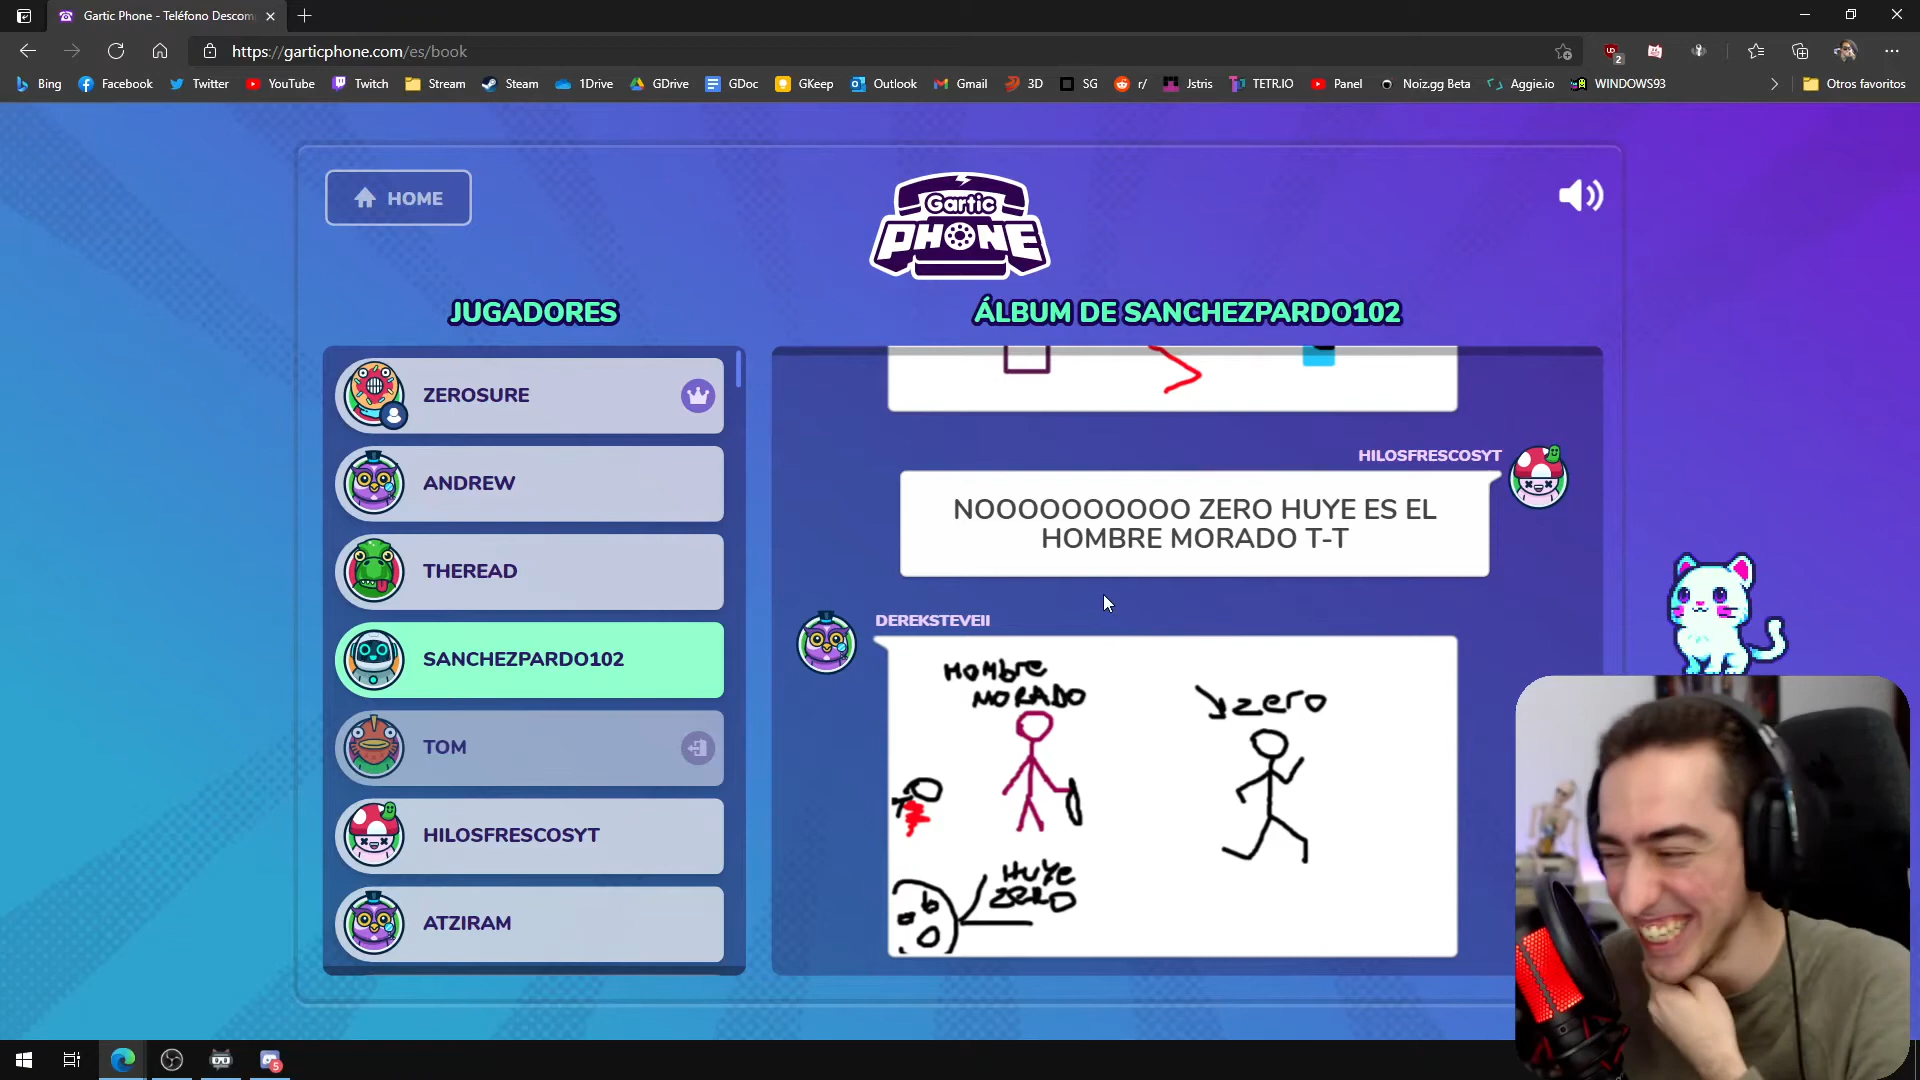 Gartic Phone - Teléfono Descom
https://garticphone.com/es/book
2
Bing
Facebook
Twitter
YouTube
Twitch
Stream
Steam
1Drive
GDrive
GDoc
GKeep
Outlook
Gmail
3D
SG
r/
Jstris
TETR.IO
Panel
Noiz.gg Beta
Aggie.io
WINDOWS93
Otros favoritos
HOME
Gartic
PHONE
JUGADORES
ÁLBUM DE SANCHEZPARDO102
ZEROSURE
ANDREW
THEREAD
SANCHEZPARDO102
TOM
HILOSFRESCOSYT
ATZIRAM
HILOSFRESCOSYT
NOOOOOOOOOO ZERO HUYE ES EL
HOMBRE MORADO T-T
DEREKSTEVEII
HOMbre
MORADO
zero
HUYE
ZERO
5